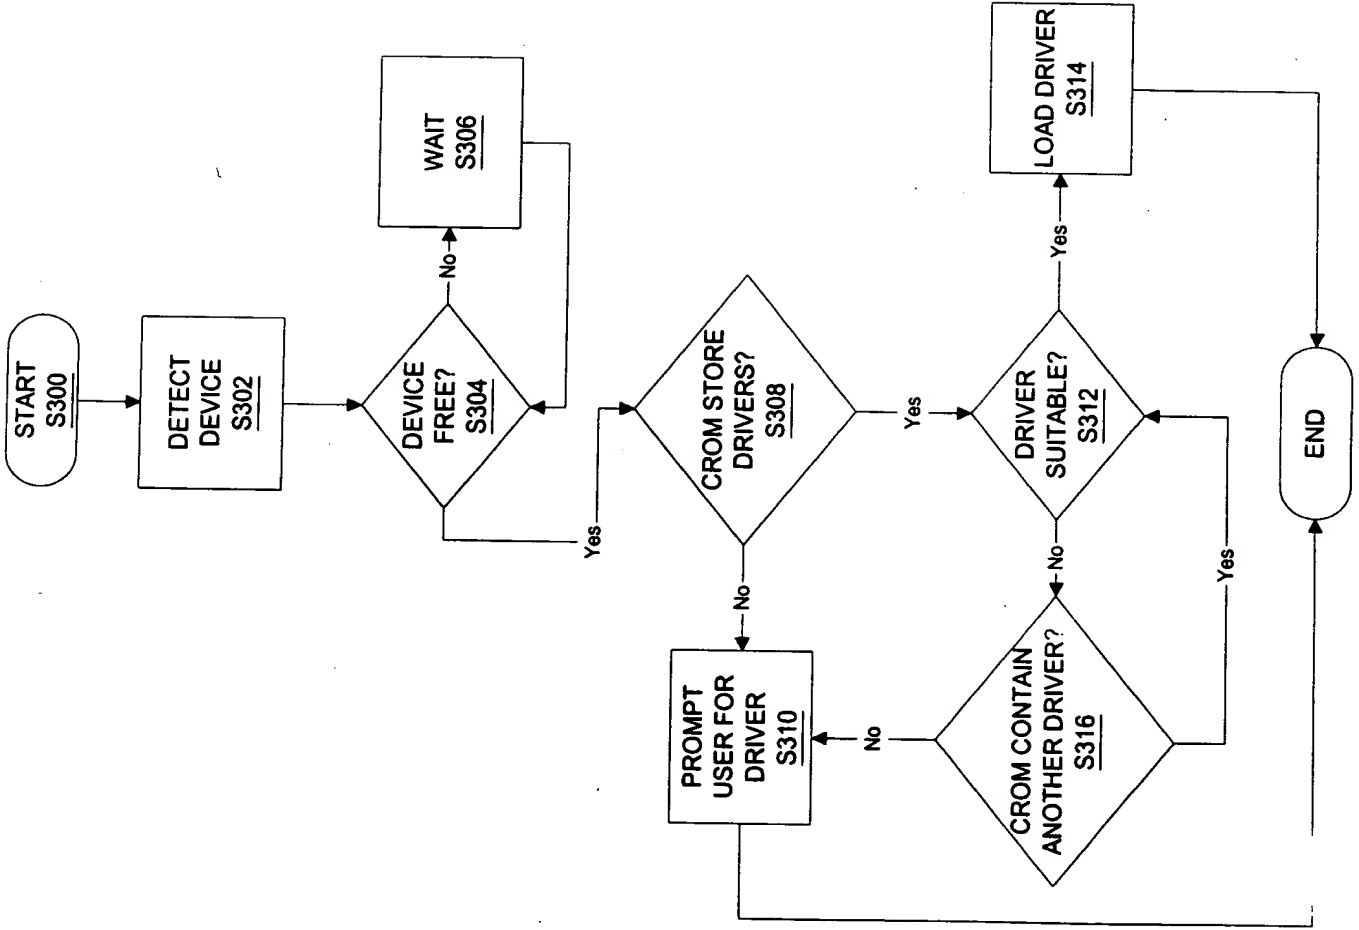 START
S300
DETECT
DEVICE
S302
DEVICE
FREE?
S304
No
WAIT
S306
Yes
CROM STORE
DRIVERS?
S308
No
PROMPT
USER FOR
DRIVER
S310
Yes
DRIVER
SUITABLE?
S312
Yes
LOAD DRIVER
S314
No
CROM CONTAIN
ANOTHER DRIVER?
S316
No
Yes
END